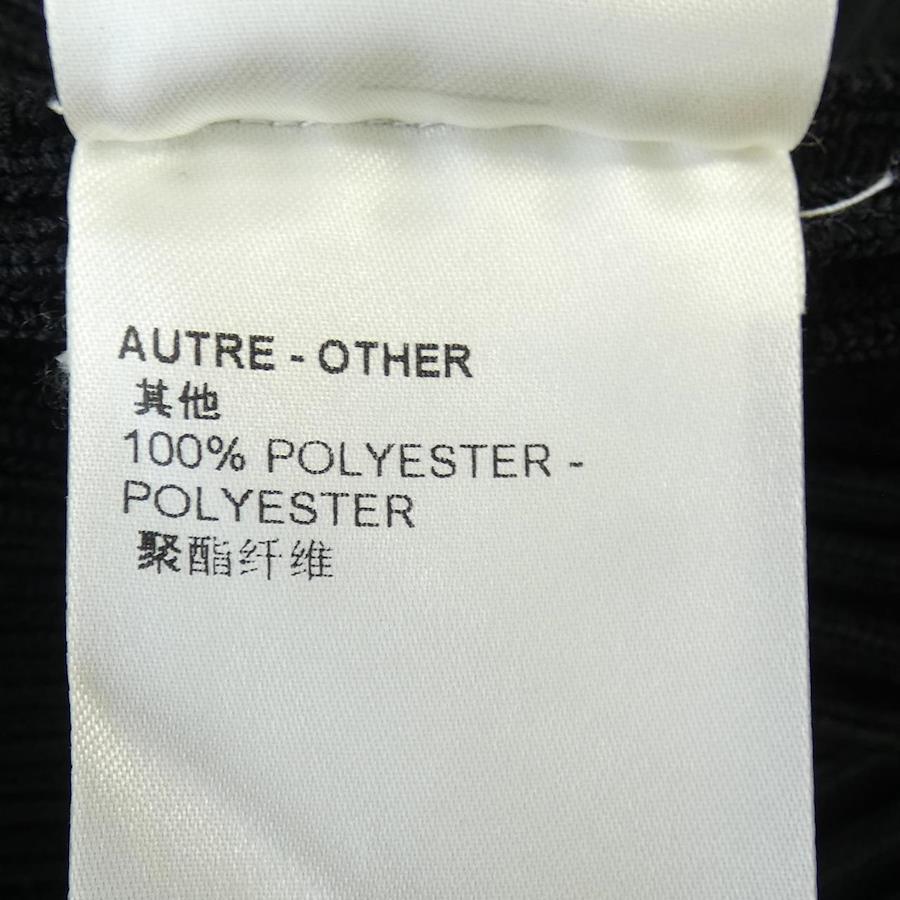 AUTRE - OTHER
其他
100% POLYESTER -
POLYESTER
聚酯纤维